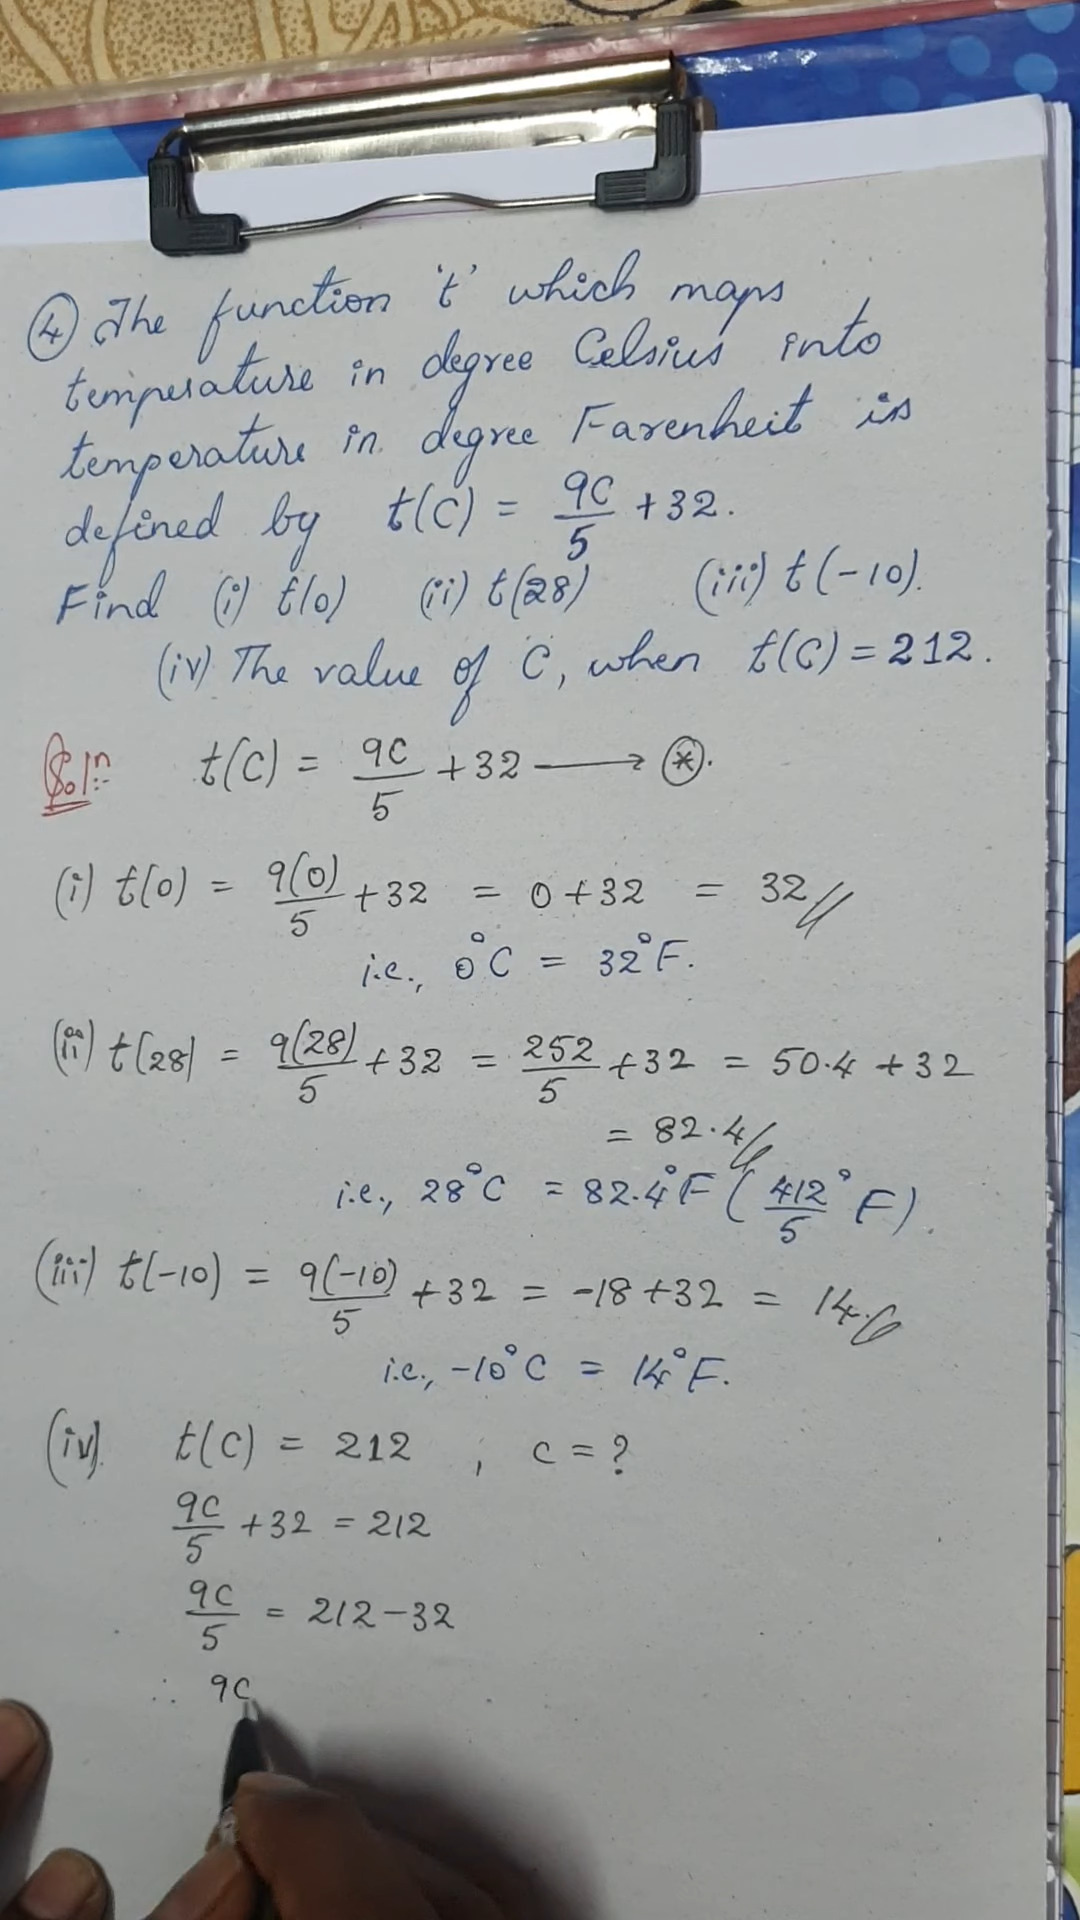 ④ The function 't' which maps
temperature in degree Celsius into
temperature in degree Farenheit is
defined by t(C) = 9C/5 + 32.
Find (i) t(0) (ii) t(28) (iii) t(-10).
(iv) The value of C, when t(C) = 212.
Soln:- t(C) = 9C/5 + 32 → (*).
(i) t(0) = 9(0)/5 + 32 = 0 + 32 = 32//
i.e., 0°C = 32°F.
(ii) t(28) = 9(28)/5 + 32 = 252/5 + 32 = 50.4 + 32
= 82.4//
i.e., 28°C = 82.4°F (412/5 °F).
(iii) t(-10) = 9(-10)/5 + 32 = -18 + 32 = 14.//
i.e., -10°C = 14°F.
(iv). t(C) = 212 , C = ?
9C/5 + 32 = 212
9C/5 = 212 - 32
∴ 9C